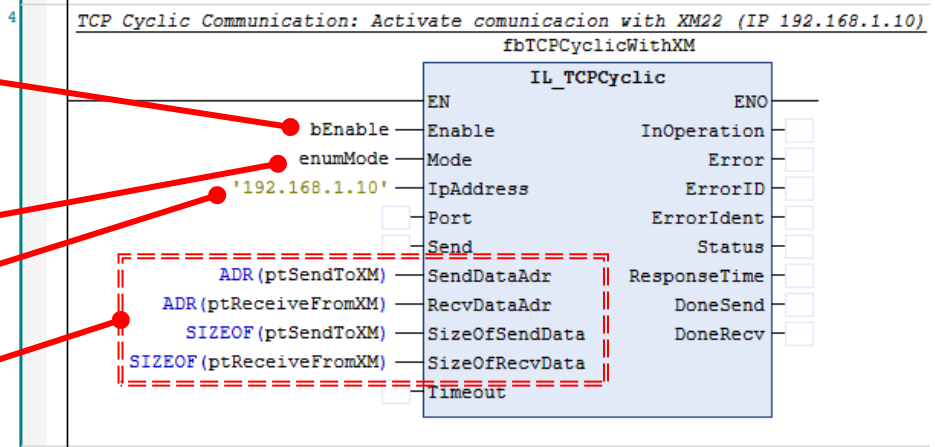 4
TCP Cyclic Communication: Activate comunicacion with XM22 (IP 192.168.1.10)
fbTCPCyclicWithXM
IL_TCPCyclic
EN ENO
bEnable Enable InOperation
enumMode Mode Error
'192.168.1.10' IpAddress ErrorID
Port ErrorIdent
Send Status
ADR(ptSendToXM) SendDataAdr ResponseTime
ADR(ptReceiveFromXM) RecvDataAdr DoneSend
SIZEOF(ptSendToXM) SizeOfSendData DoneRecv
SIZEOF(ptReceiveFromXM) SizeOfRecvData
Timeout